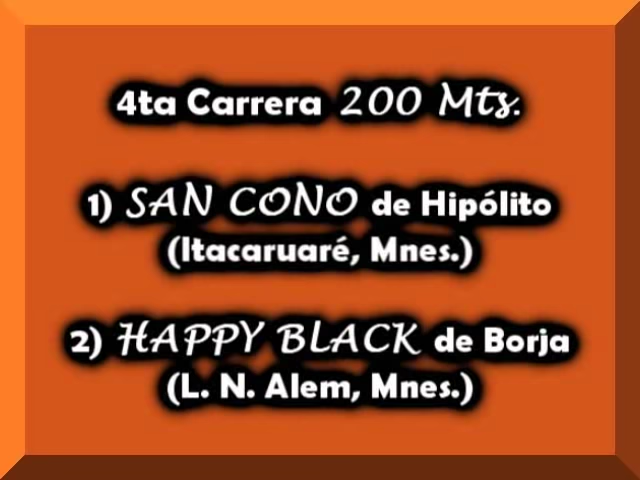 4ta Carrera 200 Mts.
1) SAN CONO de Hipólito
(Itacaruaré, Mnes.)
2) HAPPY BLACK de Borja
(L. N. Alem, Mnes.)